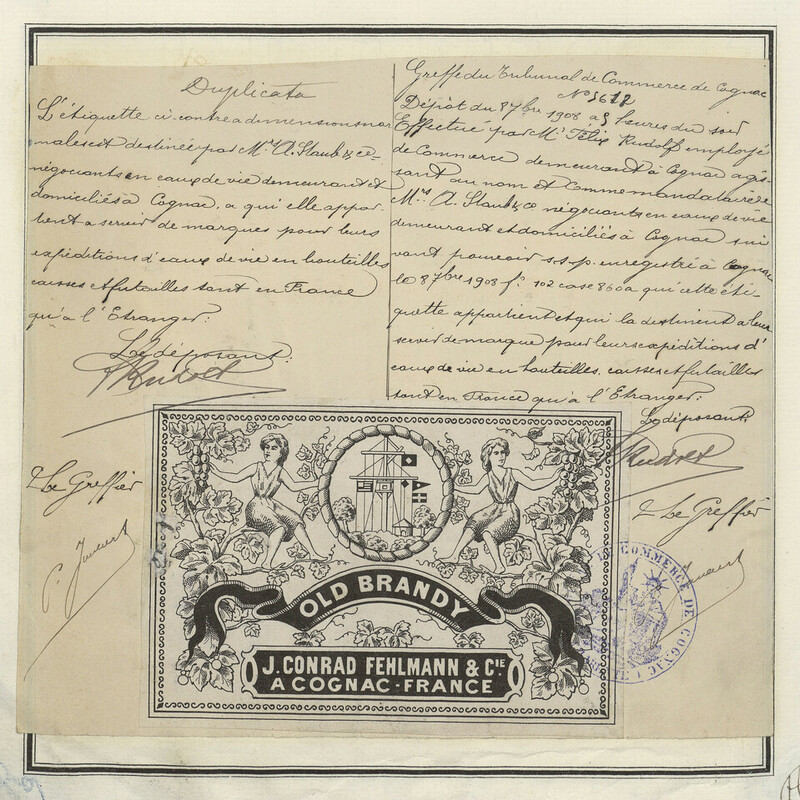 Duplicata
L'étiquette ci contre a dimensions nor
males est destinée par Mrs A. Staub & ce
négociants en eaux de vie demeurant et
domiciliés à Cognac, a qui elle appar-
tient a servir de marques pour leurs
expéditions d'eaux de vie en bouteilles
caisses et futailles tant en France
qu'à l'Etranger.
Le déposant:
Le Greffier
Greffe du Tribunal de Commerce de Cognac
No 5612
Dépôt du 8 7bre 1908 à 3 heures du soir
Effectué par Mr Félix Rudolf employé
de Commerce demeurant à Cognac agis-
sant au nom et Comme mandataire de
Mrs A. Staub & ce négociants en eaux de vie
demeurant et domiciliés à Cognac sui
vant pouvoir s.s.p. enregistré à Cognac
le 8 7bre 1908 fo 102 case 860 a qui cette éti-
quette appartient et qui la destinent a leur
servir de marque pour leurs expéditions d'
eaux de vie en bouteilles, caisses et futailles
tant en France qu'à l'Etranger:
Le déposant:
Le Greffier
OLD BRANDY
J. CONRAD FEHLMANN & CIE.
A COGNAC-FRANCE
COMMERCE DE COGNAC